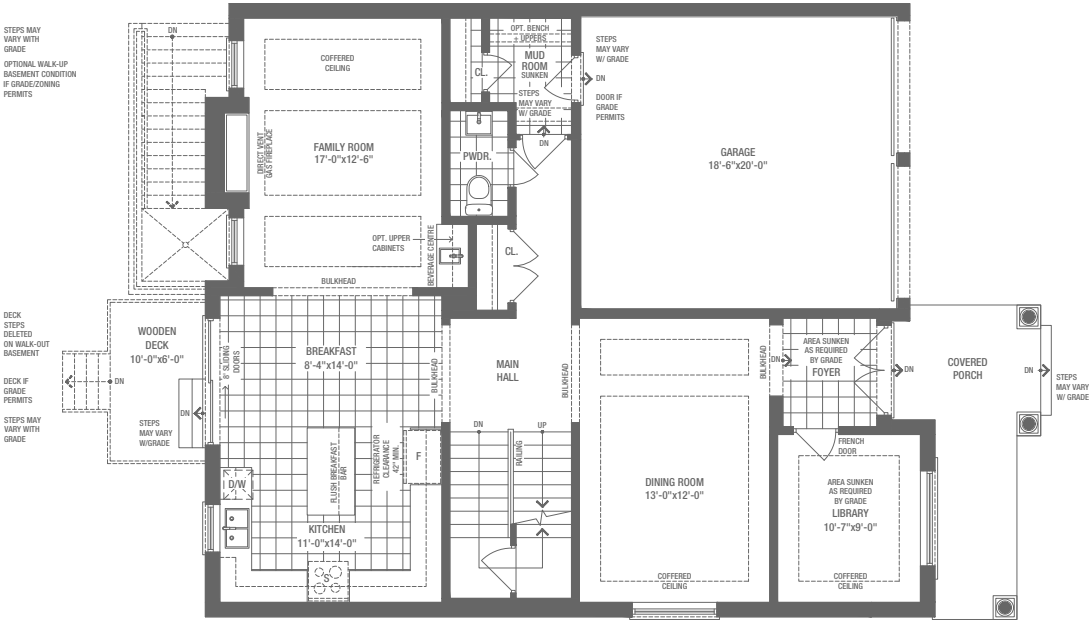 STEPS MAY
VARY WITH
GRADE
OPTIONAL WALK-UP
BASEMENT CONDITION
IF GRADE/ZONING
PERMITS
DN
COFFERED
CEILING
FAMILY ROOM
17'-0"x12'-6"
DIRECT VENT
GAS FIREPLACE
OPT. UPPER
CABINETS
BEVERAGE CENTRE
BULKHEAD
OPT. BENCH
± UPPERS
MUD
ROOM
SUNKEN
STEPS
MAY VARY
W/ GRADE
CL.
DN
PWDR.
CL.
STEPS
MAY VARY
W/ GRADE
DN
DOOR IF
GRADE
PERMITS
GARAGE
18'-6"x20'-0"
DECK
STEPS
DELETED
ON WALK-OUT
BASEMENT
DECK IF
GRADE
PERMITS
STEPS MAY
VARY WITH
GRADE
WOODEN
DECK
10'-0"x6'-0"
DN
STEPS
MAY VARY
W/GRADE
DN
8' SLIDING
DOORS
BREAKFAST
8'-4"x14'-0"
BULKHEAD
REFRIGERATOR
CLEARANCE
42" MIN.
F
FLUSH BREAKFAST
BAR
D/W
KITCHEN
11'-0"x14'-0"
S
MAIN
HALL
DN
UP
RAILING
BULKHEAD
DINING ROOM
13'-0"x12'-0"
COFFERED
CEILING
BULKHEAD
DN
AREA SUNKEN
AS REQUIRED
BY GRADE
FOYER
DN
COVERED
PORCH
DN
STEPS
MAY VARY
W/ GRADE
FRENCH
DOOR
AREA SUNKEN
AS REQUIRED
BY GRADE
LIBRARY
10'-7"x9'-0"
COFFERED
CEILING